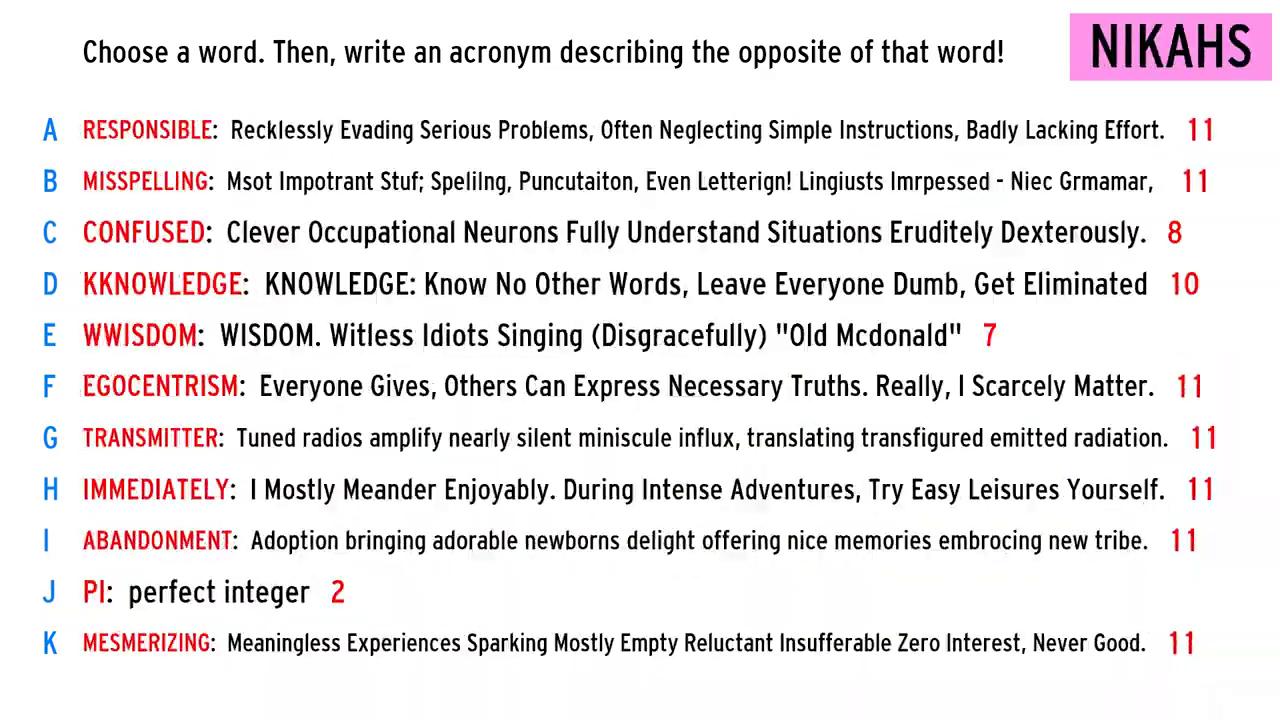 Choose a word. Then, write an acronym describing the opposite of that word!
NIKAHS
A RESPONSIBLE: Recklessly Evading Serious Problems, Often Neglecting Simple Instructions, Badly Lacking Effort. 11
B MISSPELLING: Msot Impotrant Stuf; Spelilng, Puncutaiton, Even Letterign! Lingiusts Imrpessed - Niec Grmamar, 11
C CONFUSED: Clever Occupational Neurons Fully Understand Situations Eruditely Dexterously. 8
D KKNOWLEDGE: KNOWLEDGE: Know No Other Words, Leave Everyone Dumb, Get Eliminated 10
E WWISDOM: WISDOM. Witless Idiots Singing (Disgracefully) "Old Mcdonald" 7
F EGOCENTRISM: Everyone Gives, Others Can Express Necessary Truths. Really, I Scarcely Matter. 11
G TRANSMITTER: Tuned radios amplify nearly silent miniscule influx, translating transfigured emitted radiation. 11
H IMMEDIATELY: I Mostly Meander Enjoyably. During Intense Adventures, Try Easy Leisures Yourself. 11
I ABANDONMENT: Adoption bringing adorable newborns delight offering nice memories embrocing new tribe. 11
J PI: perfect integer 2
K MESMERIZING: Meaningless Experiences Sparking Mostly Empty Reluctant Insufferable Zero Interest, Never Good. 11